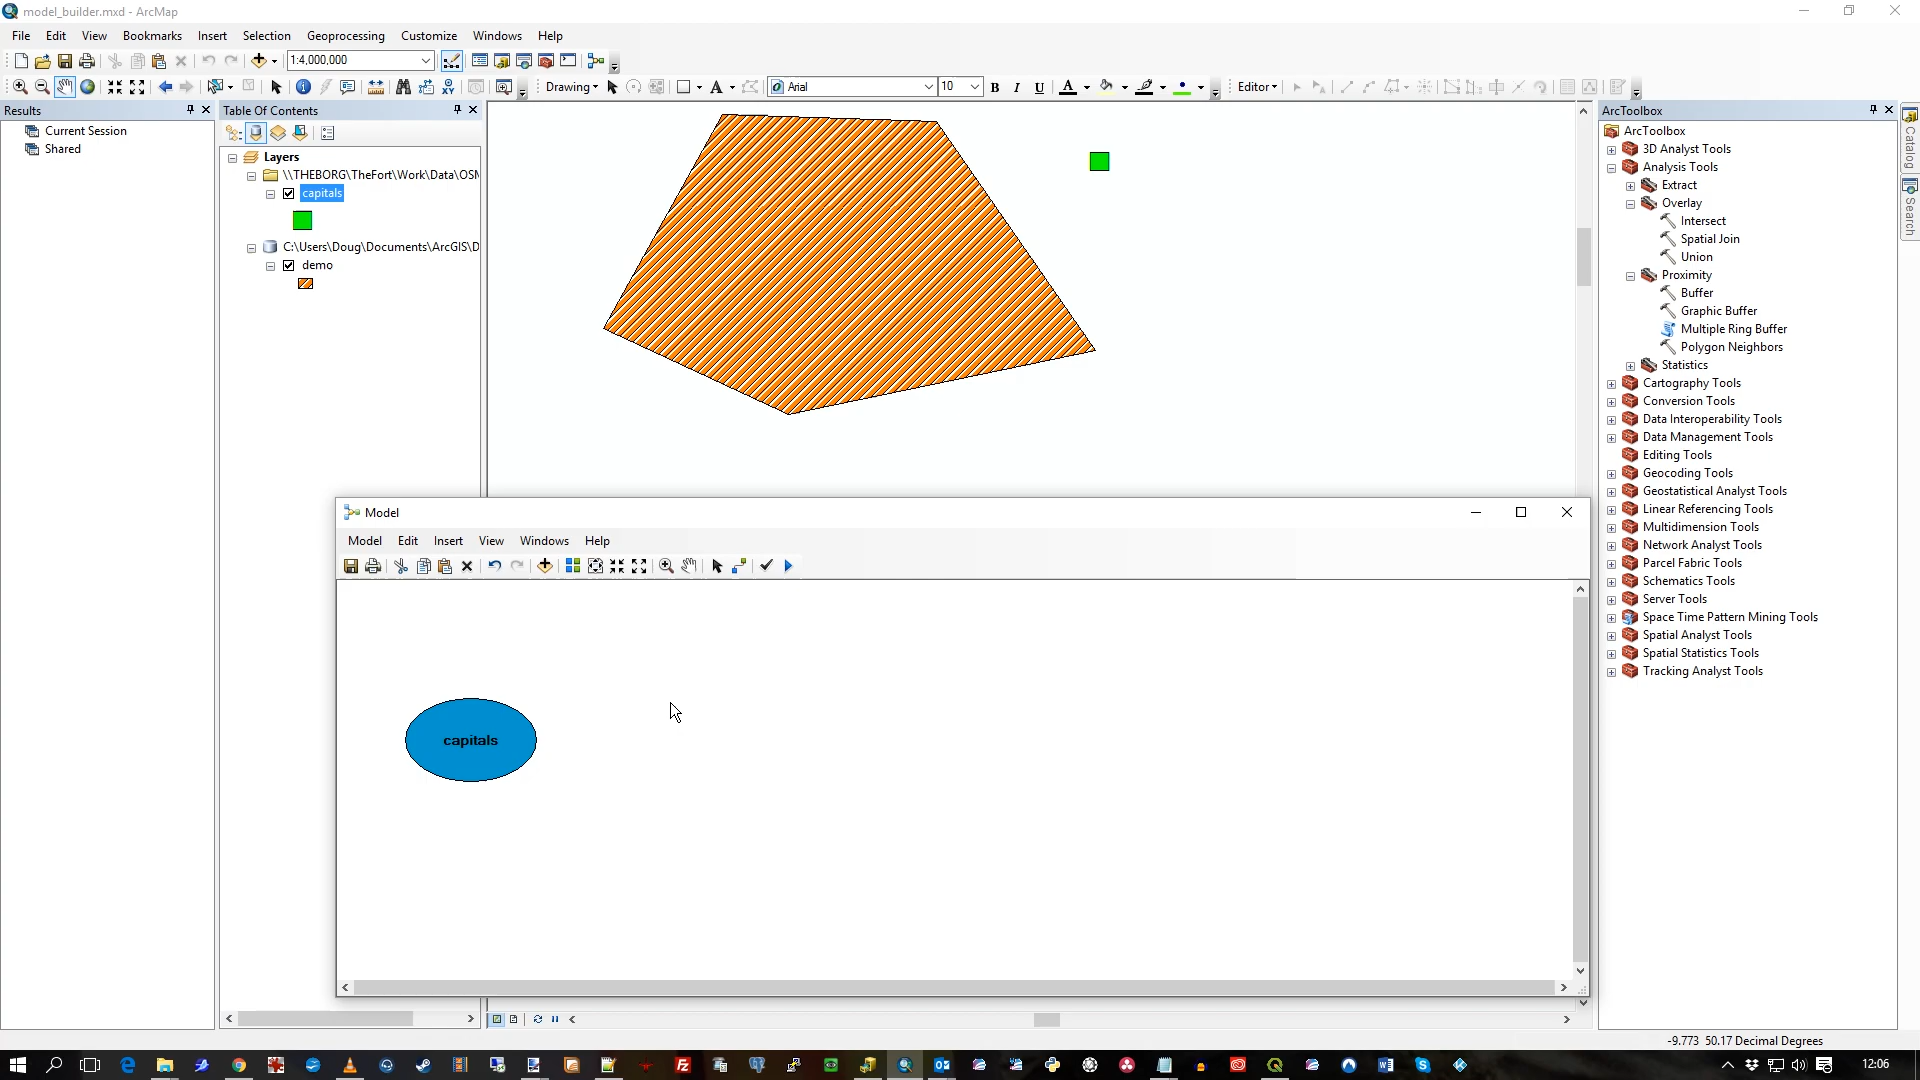 model_builder.mxd - ArcMap
File Edit View Bookmarks Insert Selection Geoprocessing Customize Windows Help
1:4,000,000
Drawing Arial 10 B I U A Editor
Results
Current Session
Shared
Table Of Contents
Layers
\\THEBORG\TheFort\Work\Data\OSM
capitals
C:\Users\Doug\Documents\ArcGIS\D
demo
Model
Model Edit Insert View Windows Help
capitals
ArcToolbox
ArcToolbox
3D Analyst Tools
Analysis Tools
Extract
Overlay
Intersect
Spatial Join
Union
Proximity
Buffer
Graphic Buffer
Multiple Ring Buffer
Polygon Neighbors
Statistics
Cartography Tools
Conversion Tools
Data Interoperability Tools
Data Management Tools
Editing Tools
Geocoding Tools
Geostatistical Analyst Tools
Linear Referencing Tools
Multidimension Tools
Network Analyst Tools
Parcel Fabric Tools
Schematics Tools
Server Tools
Space Time Pattern Mining Tools
Spatial Analyst Tools
Spatial Statistics Tools
Tracking Analyst Tools
Catalog
Search
-9.773 50.17 Decimal Degrees
12:06